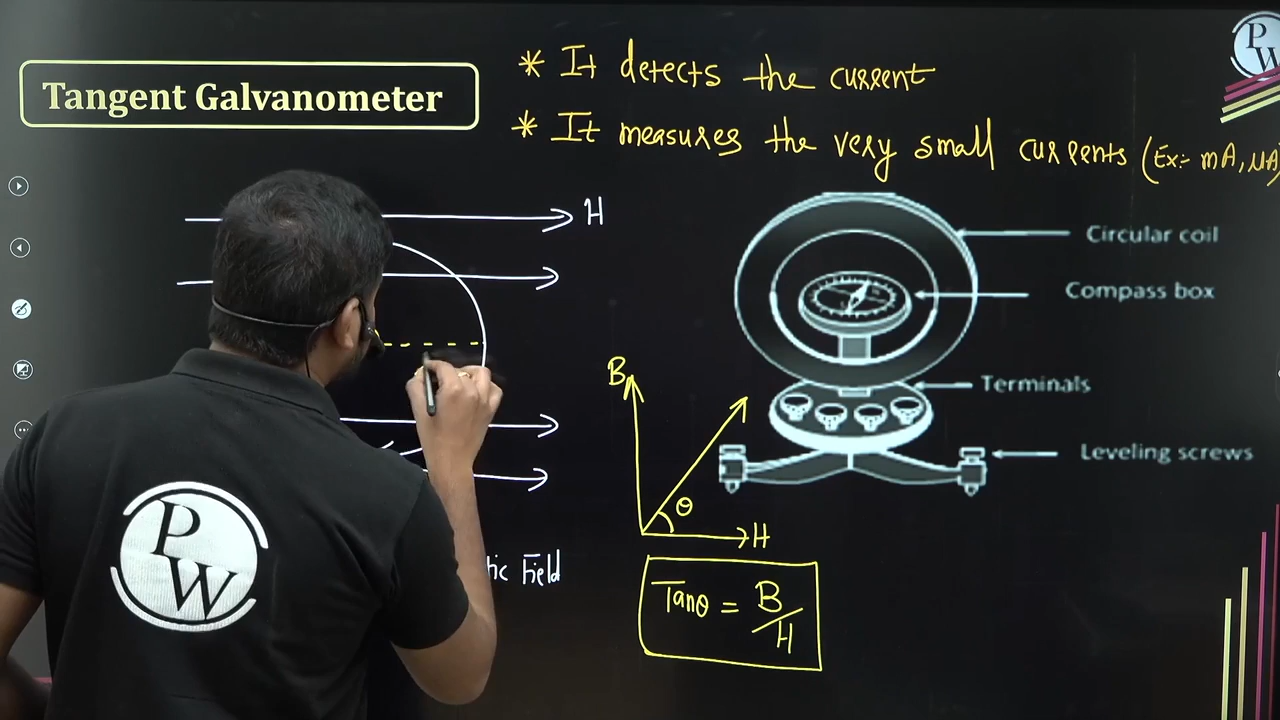 Tangent Galvanometer
* It detects the current
* It measures the very small currents (Ex:- mA, μA)
P
W
H
Circular coil
Compass box
B
Terminals
Leveling screws
θ
H
Field
Tanθ = B/H
P
W